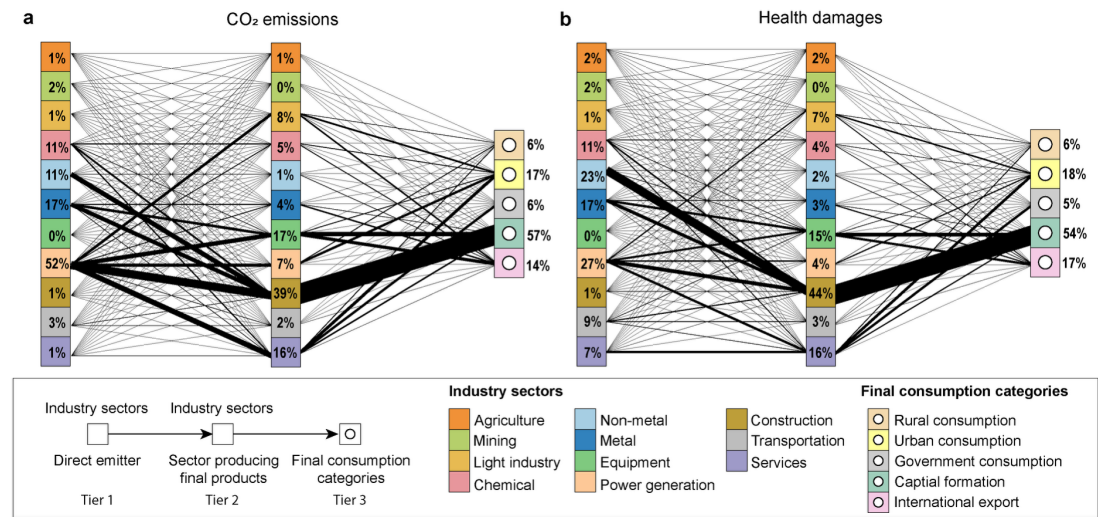 a
CO₂ emissions
1%
2%
1%
11%
11%
17%
0%
52%
1%
3%
1%
1%
0%
8%
5%
1%
4%
17%
7%
39%
2%
16%
6%
17%
6%
57%
14%
b
Health damages
2%
2%
1%
11%
23%
17%
0%
27%
1%
9%
7%
2%
0%
7%
4%
2%
3%
15%
4%
44%
3%
16%
6%
18%
5%
54%
17%
Industry sectors
Industry sectors
Direct emitter
Sector producing
final products
Final consumption
categories
Tier 1
Tier 2
Tier 3
Industry sectors
Agriculture
Mining
Light industry
Chemical
Non-metal
Metal
Equipment
Power generation
Construction
Transportation
Services
Final consumption categories
Rural consumption
Urban consumption
Government consumption
Captial formation
International export